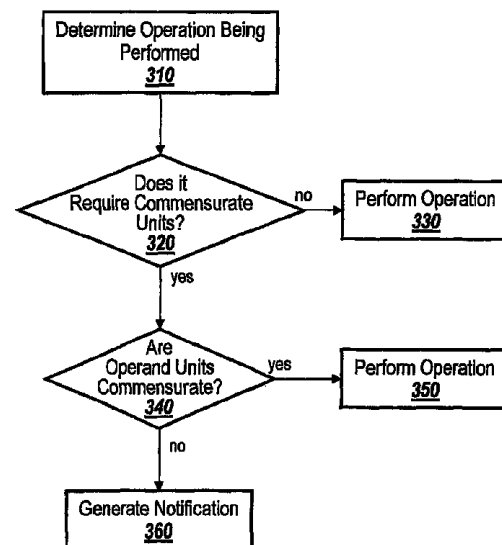 Determine Operation Being
Performed
310
Does it
Require Commensurate
Units?
320
no
Perform Operation
330
yes
Are
Operand Units
Commensurate?
340
yes
Perform Operation
350
no
Generate Notification
360